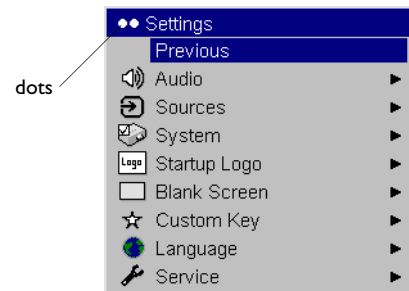 Settings
Previous
dots
Audio
Sources
System
Logo Startup Logo
Blank Screen
Custom Key
Language
Service